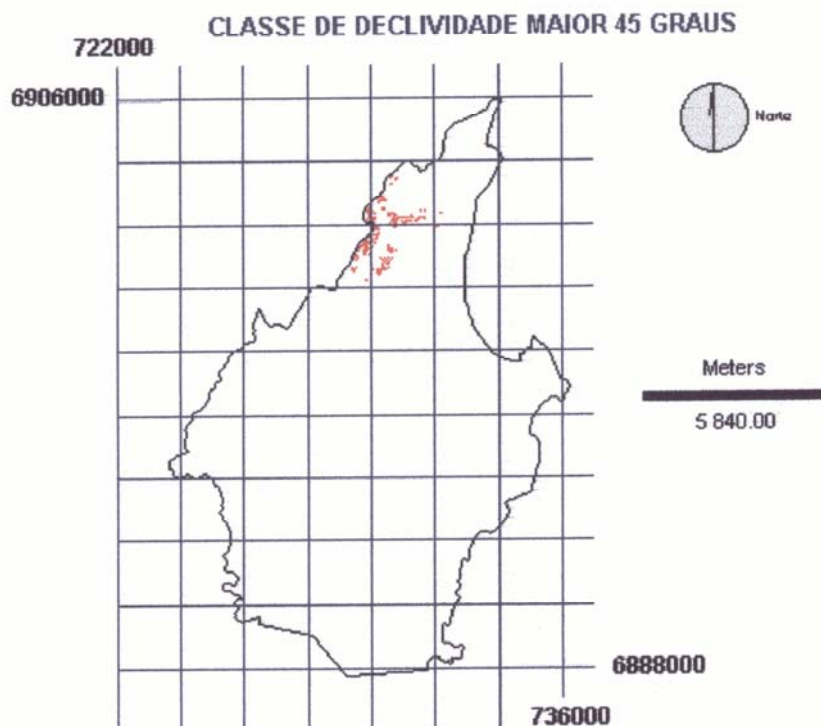 CLASSE DE DECLIVIDADE MAIOR 45 GRAUS
722000
6906000
Norte
Meters
5 840.00
6888000
736000